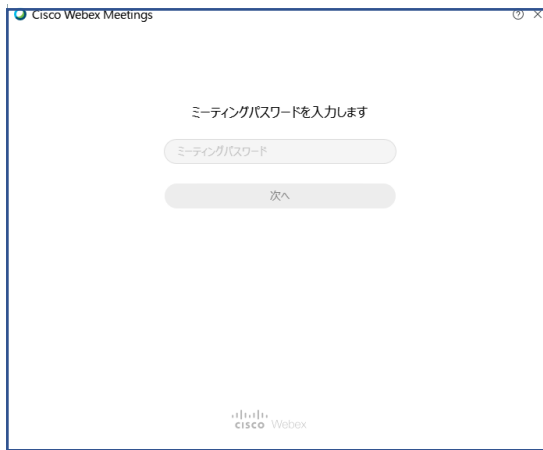 Cisco Webex Meetings
ミーティングパスワードを入力します
ミーティングパスワード
次へ
cisco Webex